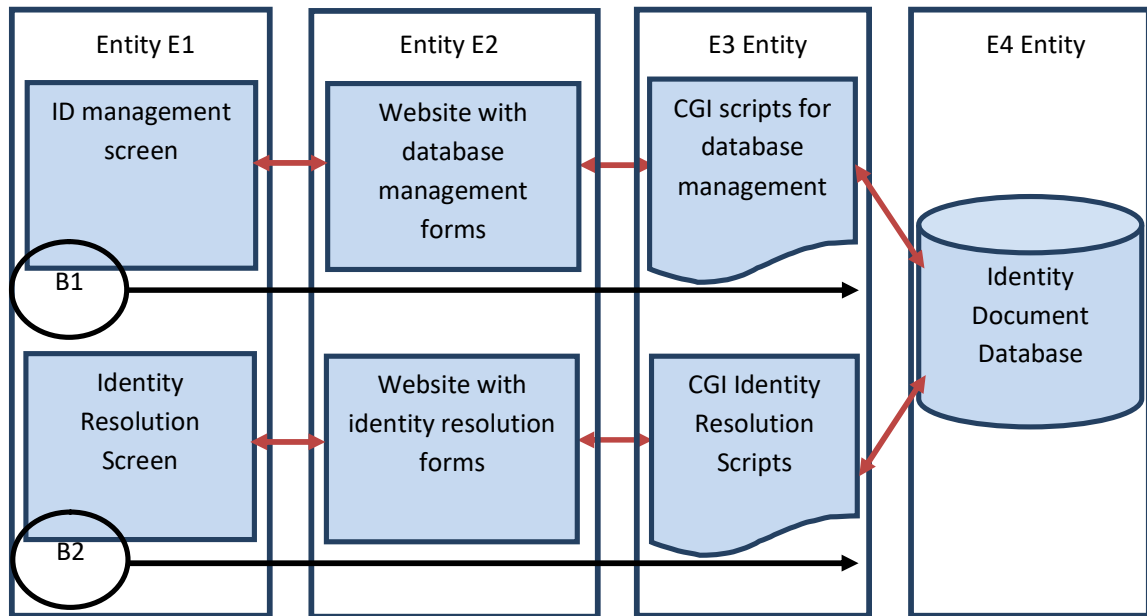 Entity E1
Entity E2
E3 Entity
E4 Entity
ID management
screen
Website with
database
management
forms
CGI scripts for
database
management
Identity
Document
Database
B1
Identity
Resolution
Screen
Website with
identity resolution
forms
CGI Identity
Resolution
Scripts
B2